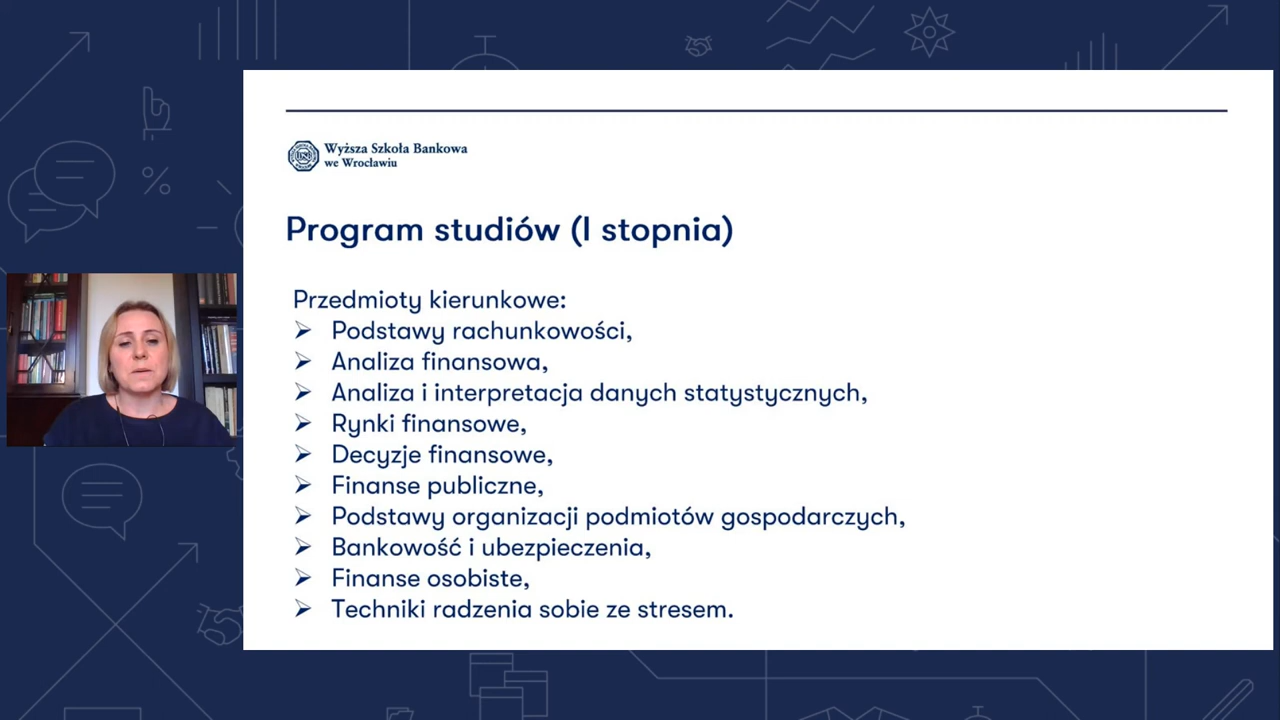 Wyższa Szkoła Bankowa
we Wrocławiu
Program studiów (I stopnia)
Przedmioty kierunkowe:
➢ Podstawy rachunkowości,
➢ Analiza finansowa,
➢ Analiza i interpretacja danych statystycznych,
➢ Rynki finansowe,
➢ Decyzje finansowe,
➢ Finanse publiczne,
➢ Podstawy organizacji podmiotów gospodarczych,
➢ Bankowość i ubezpieczenia,
➢ Finanse osobiste,
➢ Techniki radzenia sobie ze stresem.